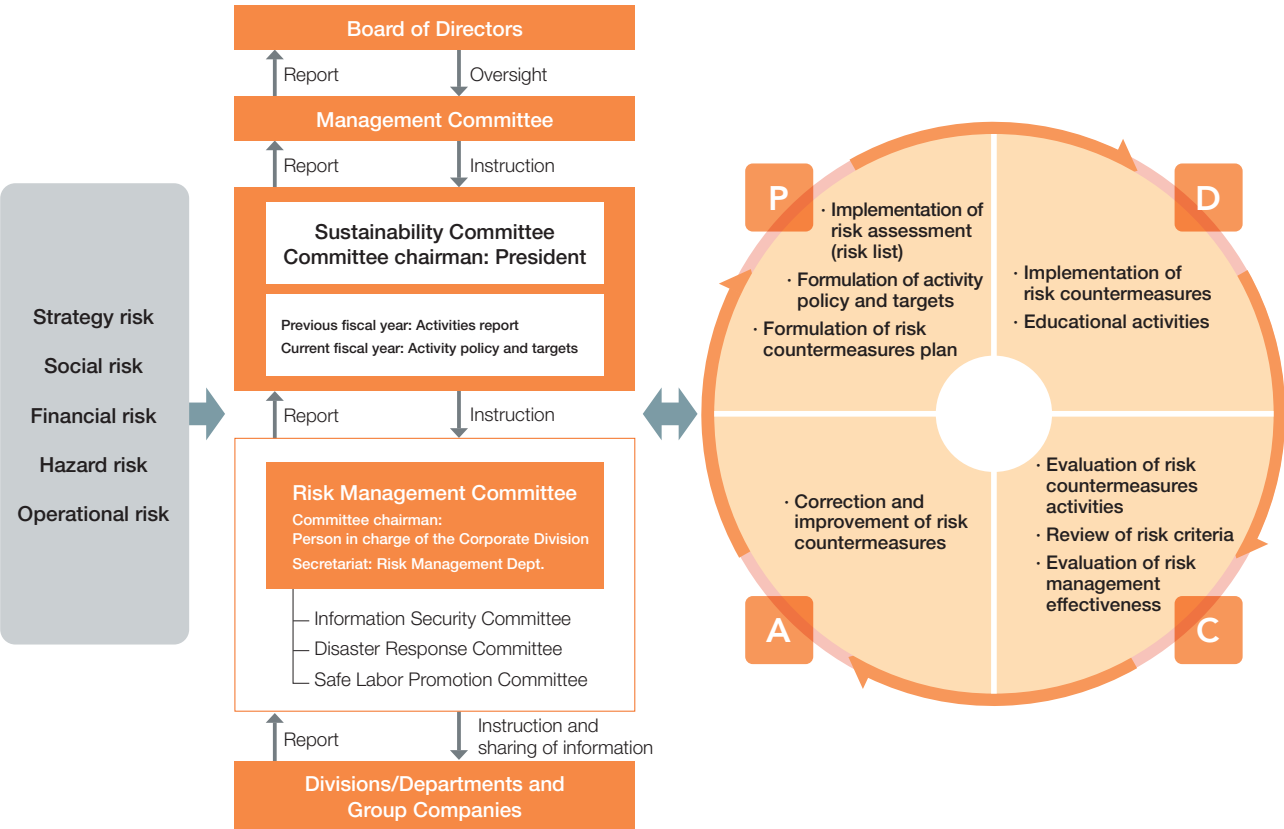 Strategy risk
Social risk
Financial risk
Hazard risk
Operational risk
Board of Directors
Report
Oversight
Management Committee
Report
Instruction
Sustainability Committee
Committee chairman: President
Previous fiscal year: Activities report
Current fiscal year: Activity policy and targets
Report
Instruction
Risk Management Committee
Committee chairman:
Person in charge of the Corporate Division
Secretariat: Risk Management Dept.
Information Security Committee
Disaster Response Committee
Safe Labor Promotion Committee
Report
Instruction and
sharing of information
Divisions/Departments and
Group Companies
P
· Implementation of
risk assessment
(risk list)
· Formulation of activity
policy and targets
· Formulation of risk
countermeasures plan
D
· Implementation of
risk countermeasures
· Educational activities
· Evaluation of risk
countermeasures
activities
· Review of risk criteria
· Evaluation of risk
management
effectiveness
C
· Correction and
improvement of risk
countermeasures
A